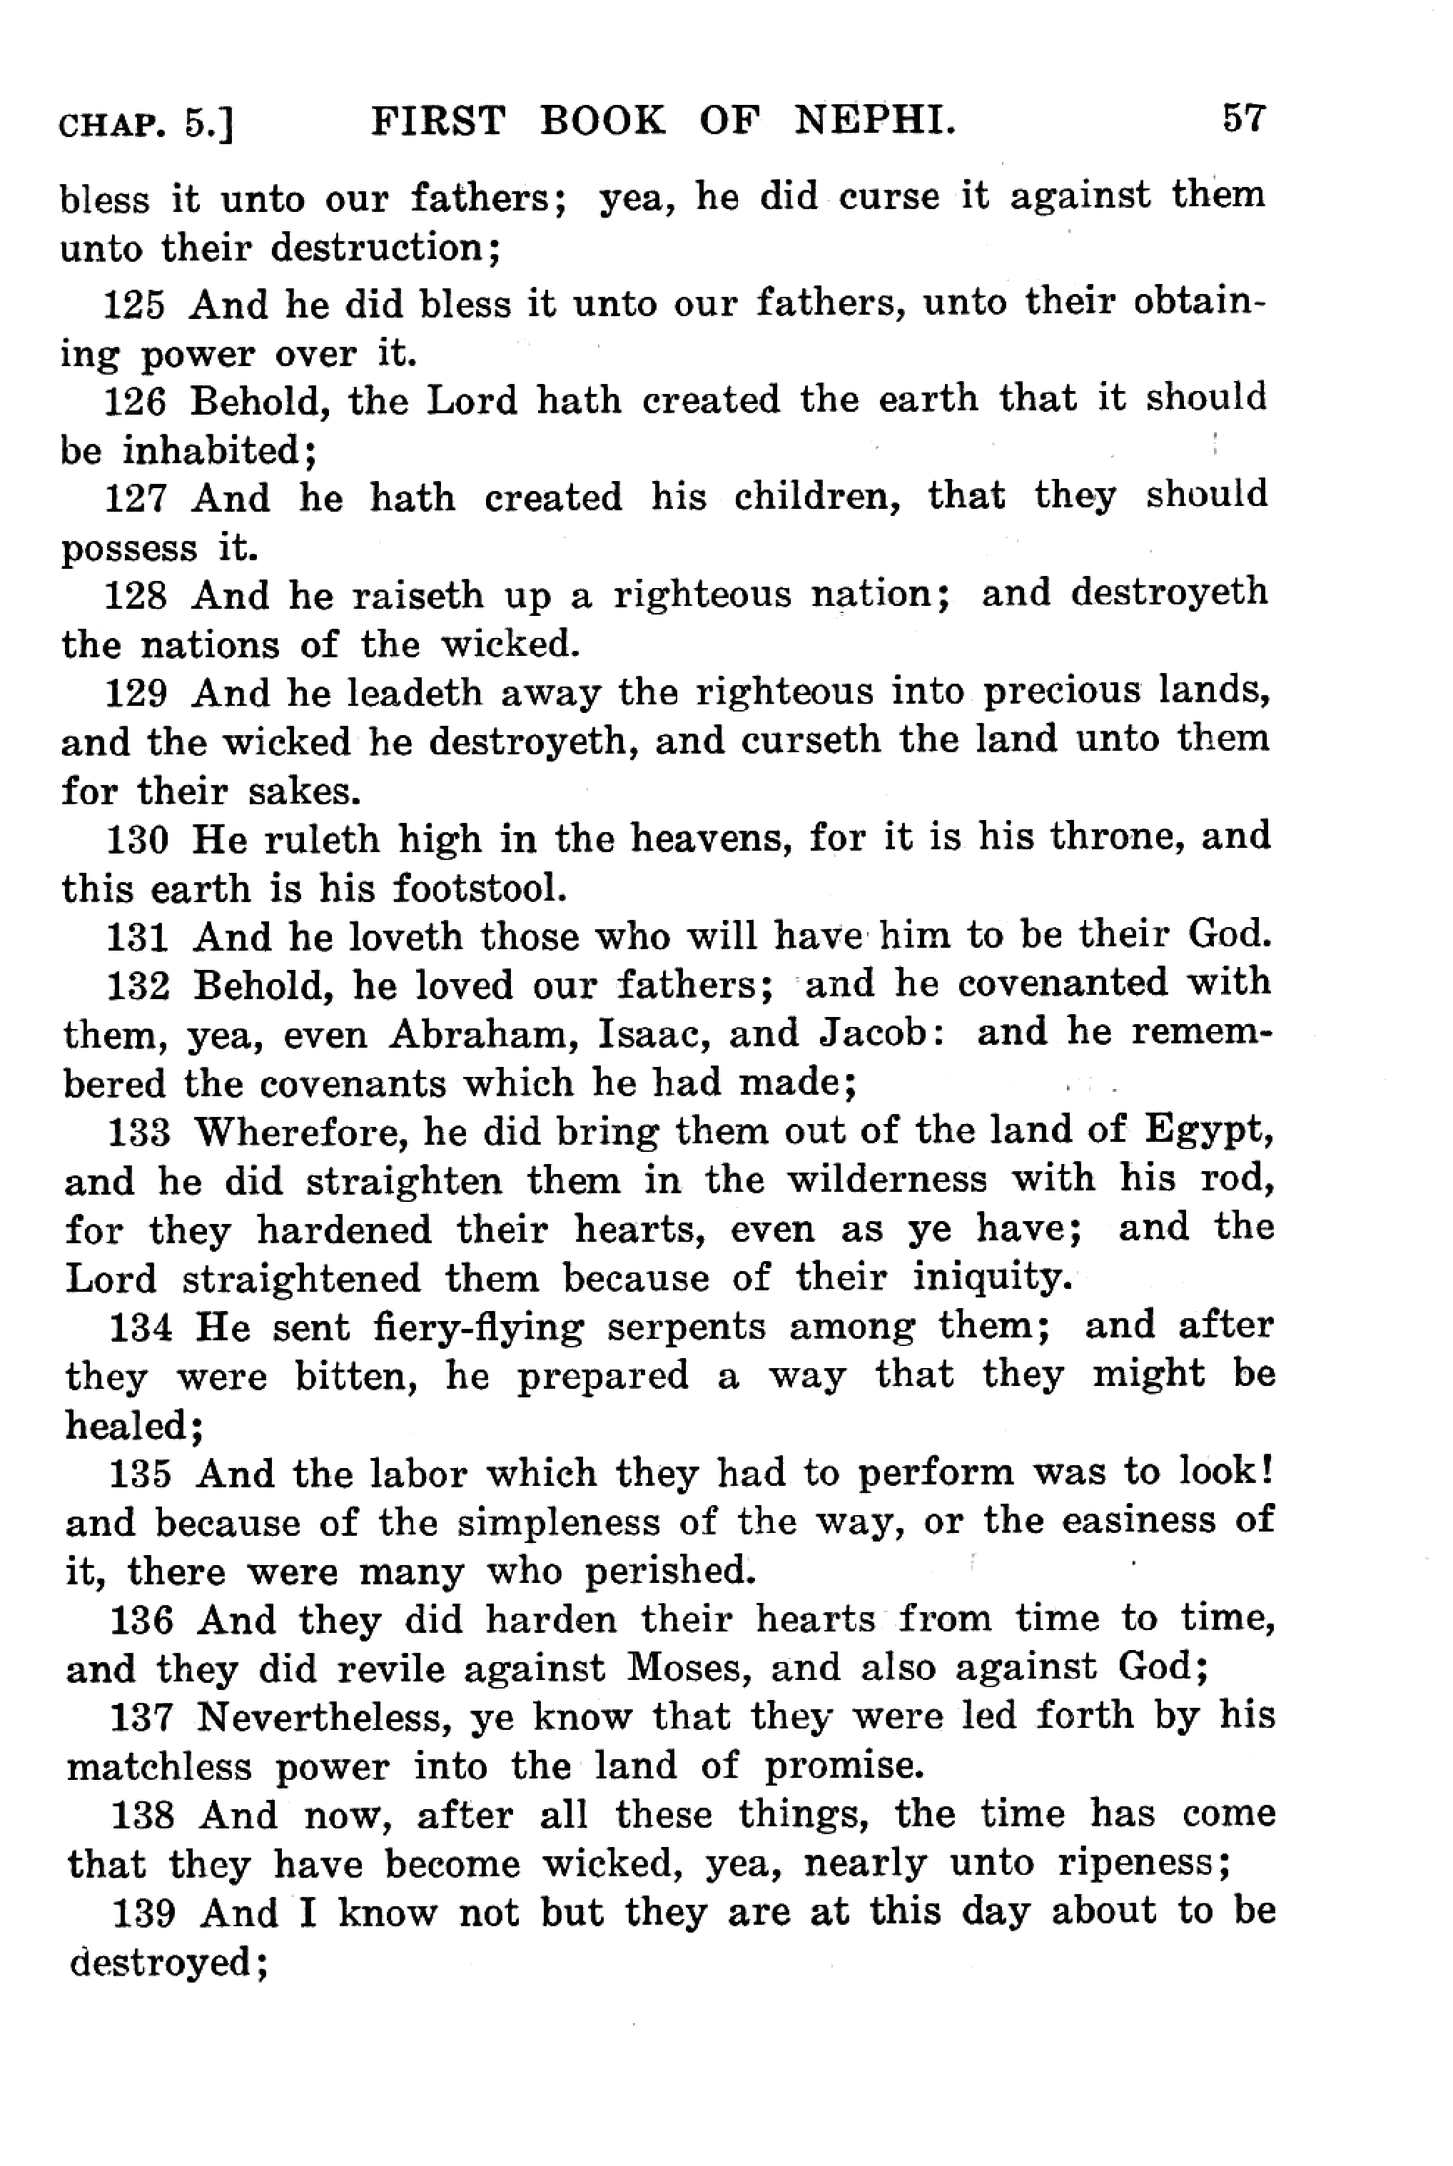 CHAP. 5.] FIRST BOOK OF NEPHI. 57
bless it unto our fathers; yea, he did curse it against them
unto their destruction;
125 And he did bless it unto our fathers, unto their obtain-
ing power over it.
126 Behold, the Lord hath created the earth that it should
be inhabited;
127 And he hath created his children, that they should
possess it.
128 And he raiseth up a righteous nation; and destroyeth
the nations of the wicked.
129 And he leadeth away the righteous into precious lands,
and the wicked he destroyeth, and curseth the land unto them
for their sakes.
130 He ruleth high in the heavens, for it is his throne, and
this earth is his footstool.
131 And he loveth those who will have him to be their God.
132 Behold, he loved our fathers; and he covenanted with
them, yea, even Abraham, Isaac, and Jacob: and he remem-
bered the covenants which he had made;
133 Wherefore, he did bring them out of the land of Egypt,
and he did straighten them in the wilderness with his rod,
for they hardened their hearts, even as ye have; and the
Lord straightened them because of their iniquity.
134 He sent fiery-flying serpents among them; and after
they were bitten, he prepared a way that they might be
healed;
135 And the labor which they had to perform was to look!
and because of the simpleness of the way, or the easiness of
it, there were many who perished.
136 And they did harden their hearts from time to time,
and they did revile against Moses, and also against God;
137 Nevertheless, ye know that they were led forth by his
matchless power into the land of promise.
138 And now, after all these things, the time has come
that they have become wicked, yea, nearly unto ripeness;
139 And I know not but they are at this day about to be
destroyed;